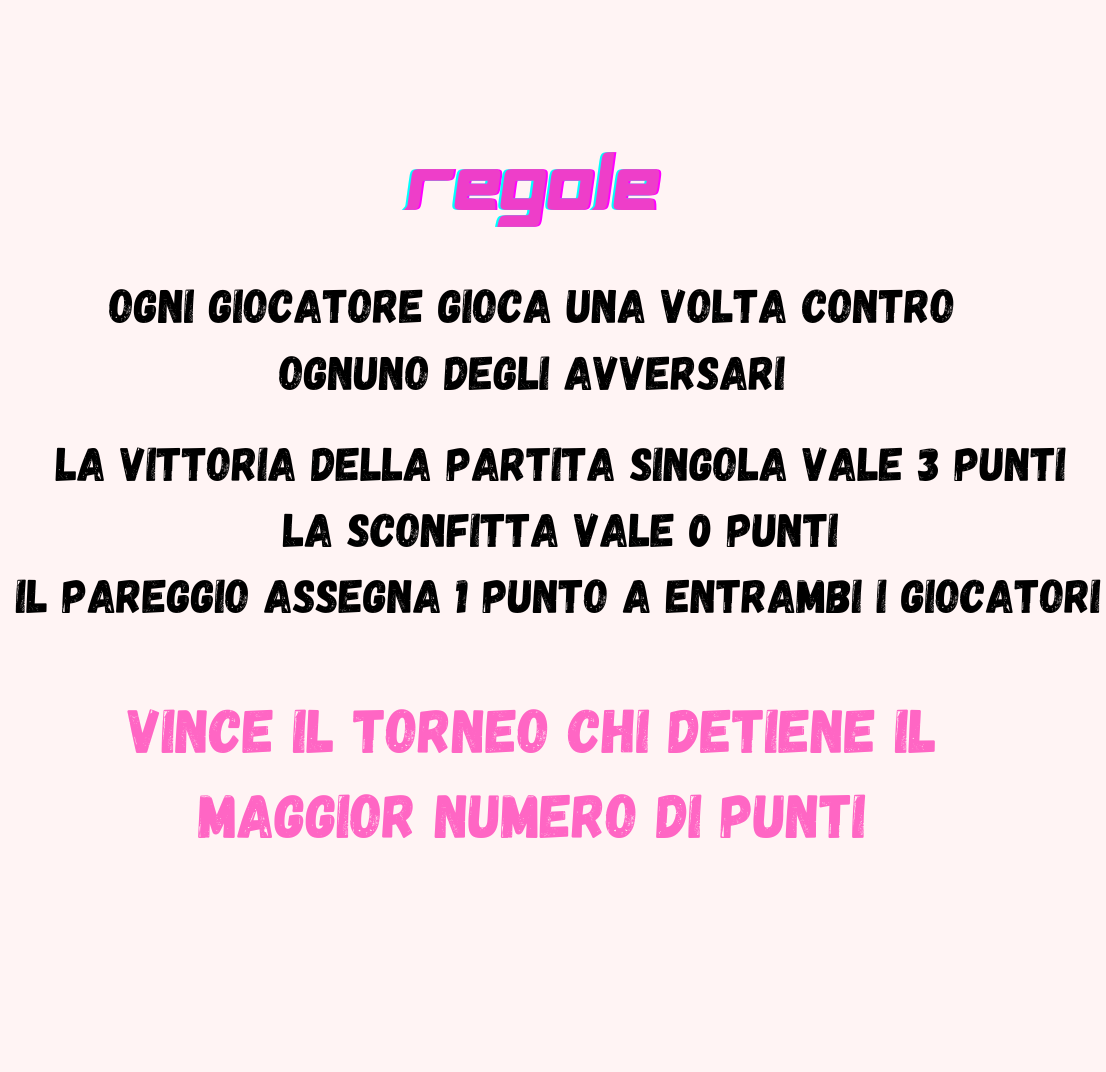 regole
OGNI GIOCATORE GIOCA UNA VOLTA CONTRO
OGNUNO DEGLI AVVERSARI
LA VITTORIA DELLA PARTITA SINGOLA VALE 3 PUNTI
LA SCONFITTA VALE 0 PUNTI
IL PAREGGIO ASSEGNA 1 PUNTO A ENTRAMBI I GIOCATORI
VINCE IL TORNEO CHI DETIENE IL
MAGGIOR NUMERO DI PUNTI